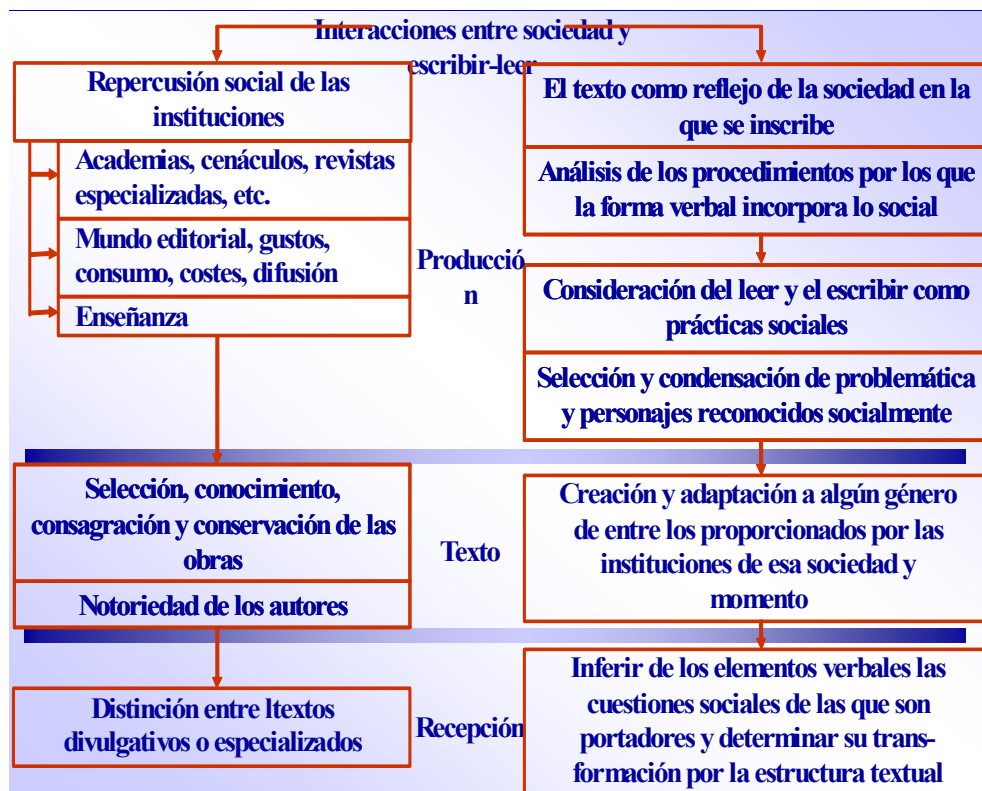 Interacciones entre sociedad y
escribir-leer
Repercusión social de las
instituciones
Academias, cenáculos, revistas
especializadas, etc.
Mundo editorial, gustos,
consumo, costes, difusión
Enseñanza
El texto como reflejo de la sociedad en la
que se inscribe
Análisis de los procedimientos por los que
la forma verbal incorpora lo social
Producció
n
Consideración del leer y el escribir como
prácticas sociales
Selección y condensación de problemática
y personajes reconocidos socialmente
Selección, conocimiento,
consagración y conservación de las
obras
Notoriedad de los autores
Texto
Creación y adaptación a algún género
de entre los proporcionados por las
instituciones de esa sociedad y
momento
Distinción entre ltextos
divulgativos o especializados
Recepción
Inferir de los elementos verbales las
cuestiones sociales de las que son
portadores y determinar su trans-
formación por la estructura textual